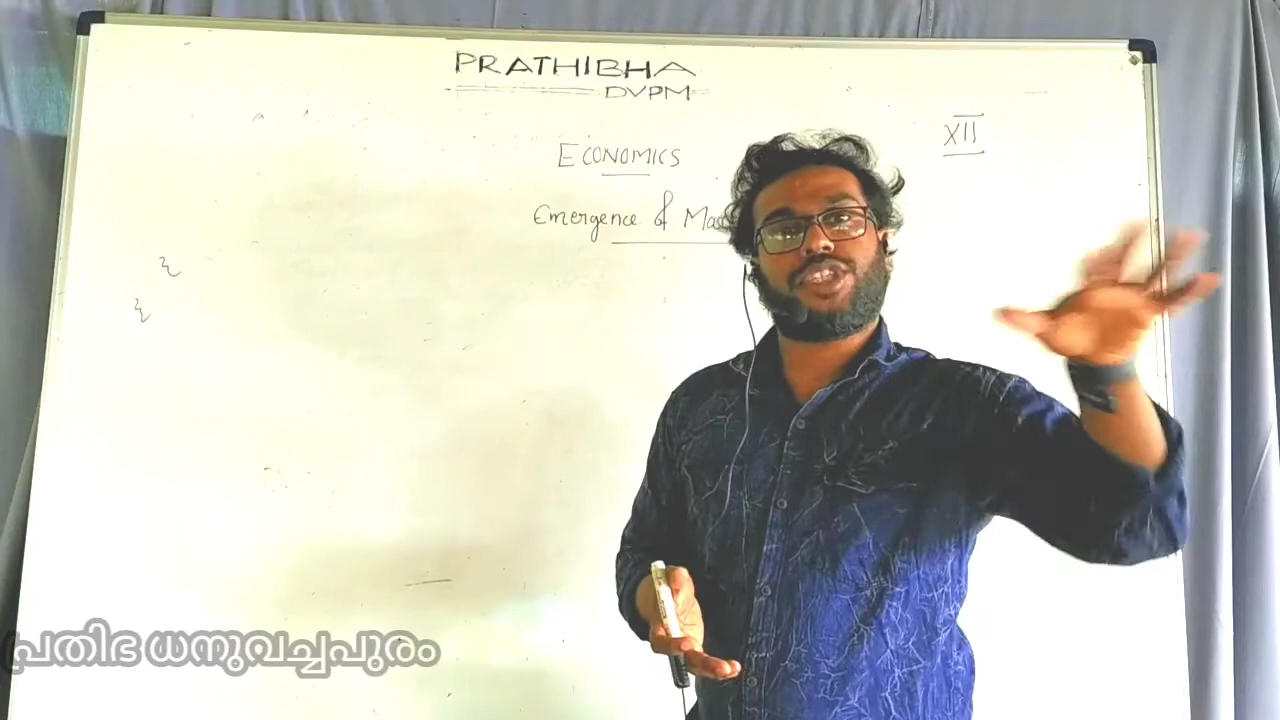 PRATHIBHA
DVPM
XII
ECONOMICS
Emergence of
പ്രതിഭ ധനുവച്ചപുരം